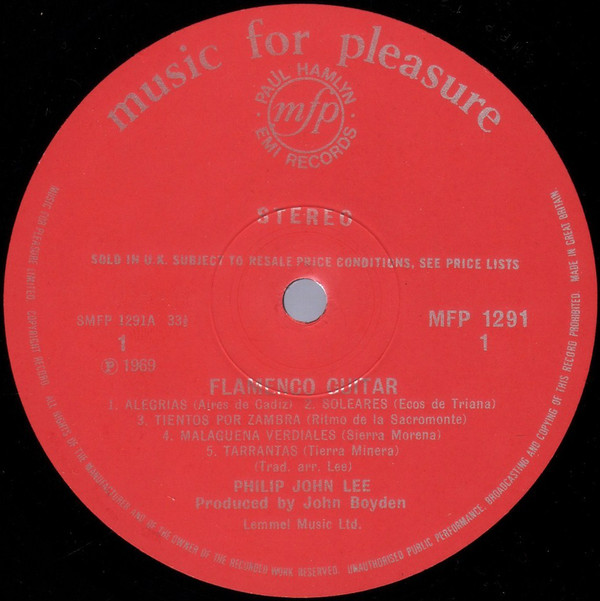 music for pleasure
PAUL HAMLYN
mfp
EMI RECORDS
STEREO
SOLD IN U.K. SUBJECT TO RESALE PRICE CONDITIONS, SEE PRICE LISTS
SMFP 1291A 33⅓
MFP 1291
1
1
Ⓟ 1969
FLAMENCO GUITAR
1. ALEGRIAS (Aires de Cadiz) 2. SOLEARES (Ecos de Triana)
3. TIENTOS POR ZAMBRA (Ritmo de la Sacromonte)
4. MALAGUENA VERDIALES (Sierra Morena)
5. TARRANTAS (Tierra Minera)
(Trad. arr. Lee)
PHILIP JOHN LEE
Produced by John Boyden
Lemmel Music Ltd.
MUSIC FOR PLEASURE LIMITED. COPYRIGHT RECORD. ALL RIGHTS OF THE MANUFACTURER AND OF THE OWNER OF THE RECORDED WORK RESERVED. UNAUTHORISED PUBLIC PERFORMANCE, BROADCASTING AND COPYING OF THIS RECORD PROHIBITED. MADE IN GREAT BRITAIN